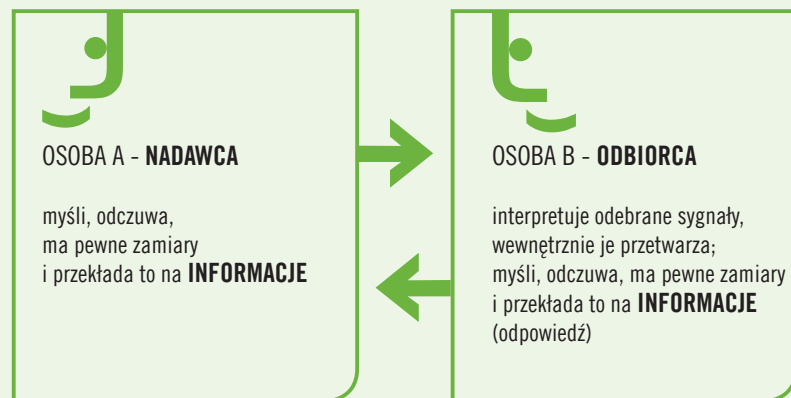 OSOBA A - NADAWCA
myśli, odczuwa,
ma pewne zamiary
i przekłada to na INFORMACJE
OSOBA B - ODBIORCA
interpretuje odebrane sygnały,
wewnętrznie je przetwarza;
myśli, odczuwa, ma pewne zamiary
i przekłada to na INFORMACJE
(odpowiedź)